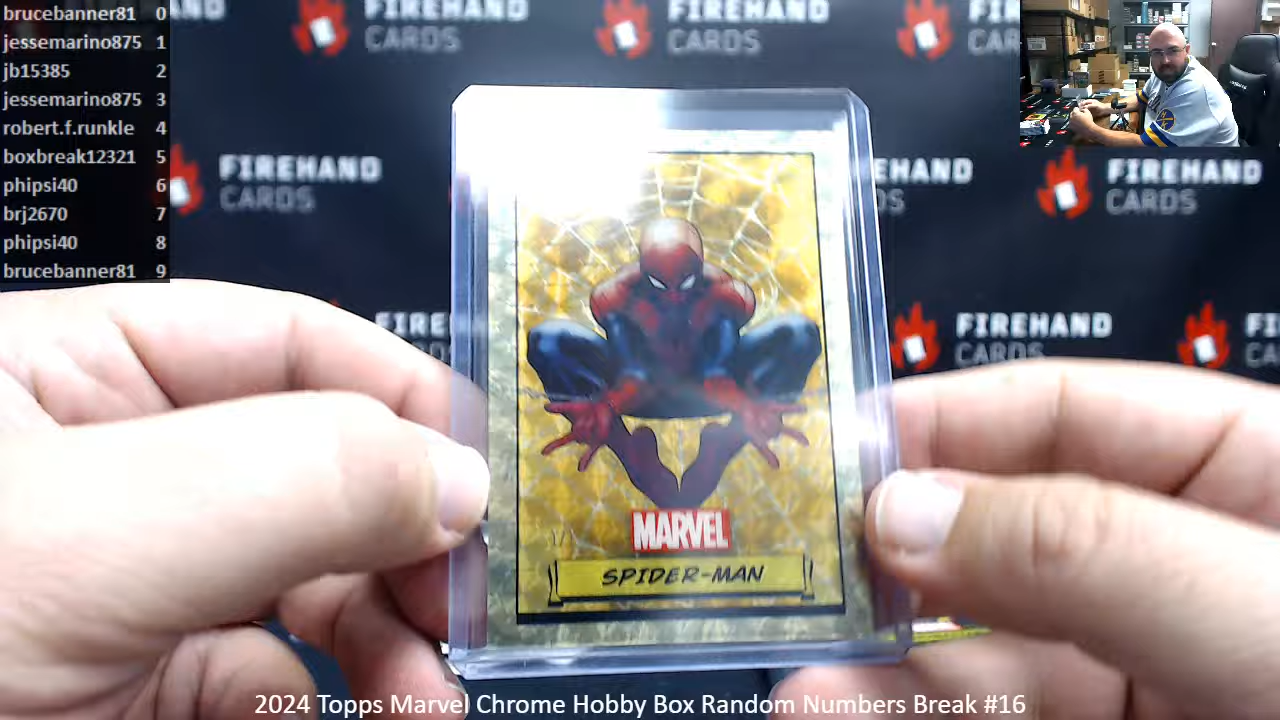 brucebanner81 0
jessemarino875 1
jb15385 2
jessemarino875 3
robert.f.runkle 4
boxbreak12321 5
phipsi40 6
brj2670 7
phipsi40 8
brucebanner81 9
FIREHAND
CARDS
FIREHAND
CARDS
FIREHAND
CARDS
FIREHAND
CARDS
FIREHAND
CARDS
1/1
MARVEL
SPIDER-MAN
2024 Topps Marvel Chrome Hobby Box Random Numbers Break #16